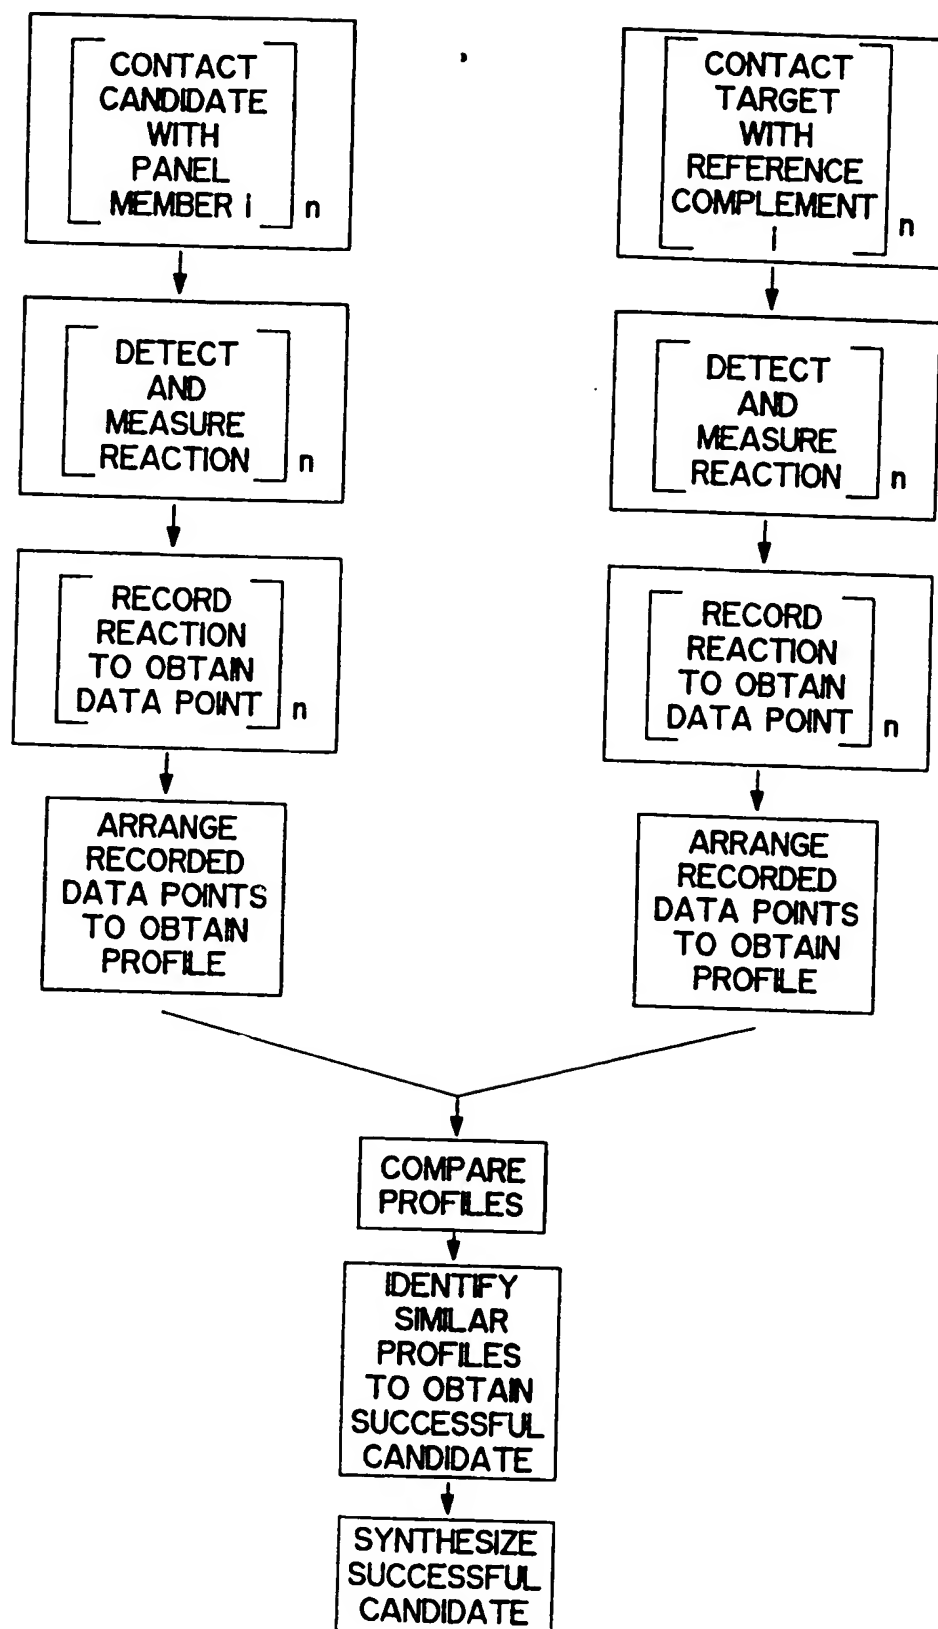 CONTACT
CANDIDATE
WITH
PANEL
MEMBER i
n
DETECT
AND
MEASURE
REACTION
n
RECORD
REACTION
TO OBTAIN
DATA POINT
n
ARRANGE
RECORDED
DATA POINTS
TO OBTAIN
PROFILE
CONTACT
TARGET
WITH
REFERENCE
COMPLEMENT
i
n
DETECT
AND
MEASURE
REACTION
n
RECORD
REACTION
TO OBTAIN
DATA POINT
n
ARRANGE
RECORDED
DATA POINTS
TO OBTAIN
PROFILE
COMPARE
PROFILES
IDENTIFY
SIMILAR
PROFILES
TO OBTAIN
SUCCESSFUL
CANDIDATE
SYNTHESIZE
SUCCESSFUL
CANDIDATE